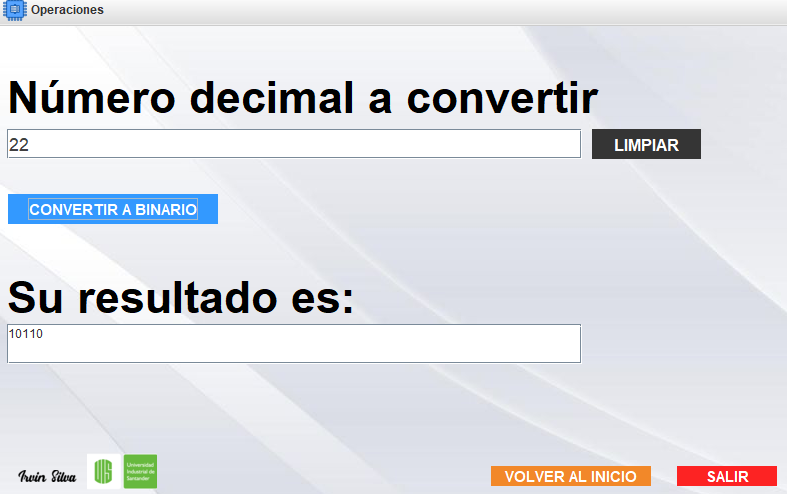 Operaciones
Número decimal a convertir
22
LIMPIAR
CONVERTIR A BINARIO
Su resultado es:
10110
Irvin Silva
UIS
Universidad
Industrial de
Santander
VOLVER AL INICIO
SALIR